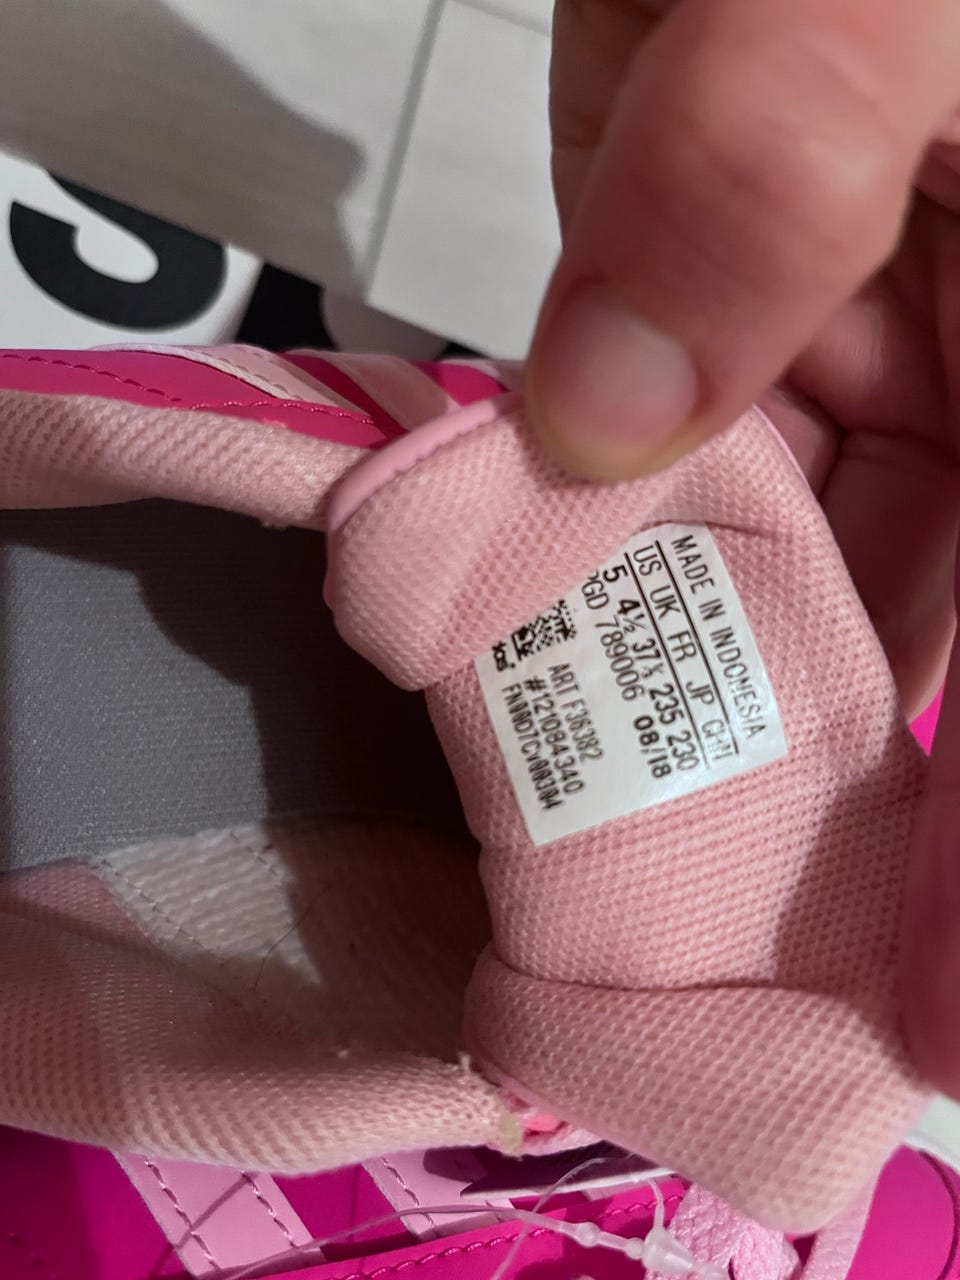 MADE IN INDONESIA
US UK FR JP CHN
5 4½ 37⅓ 235 230
PGD 789006 08/18
ART F36382
#121084340